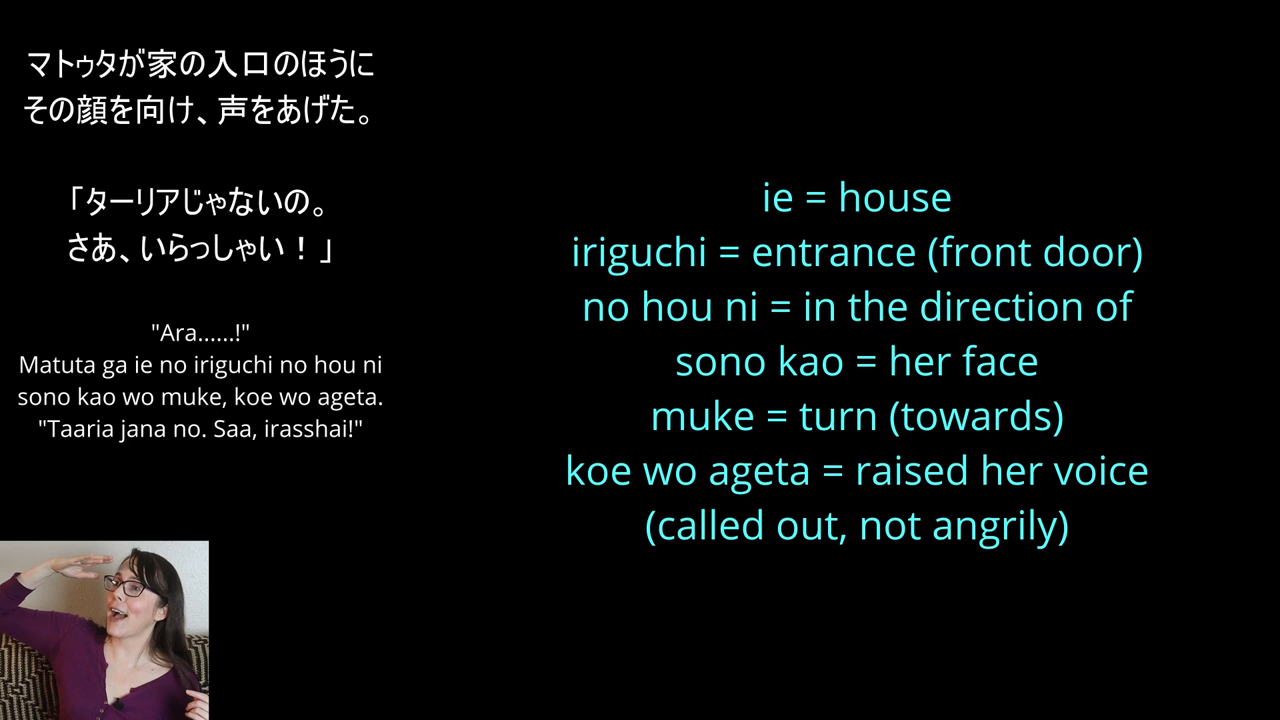 マトゥタが家の入口のほうに
その顔を向け、声をあげた。
「ターリアじゃないの。
さあ、いらっしゃい！」
"Ara......!"
Matuta ga ie no iriguchi no hou ni
sono kao wo muke, koe wo ageta.
"Taaria jana no. Saa, irasshai!"
ie = house
iriguchi = entrance (front door)
no hou ni = in the direction of
sono kao = her face
muke = turn (towards)
koe wo ageta = raised her voice
(called out, not angrily)